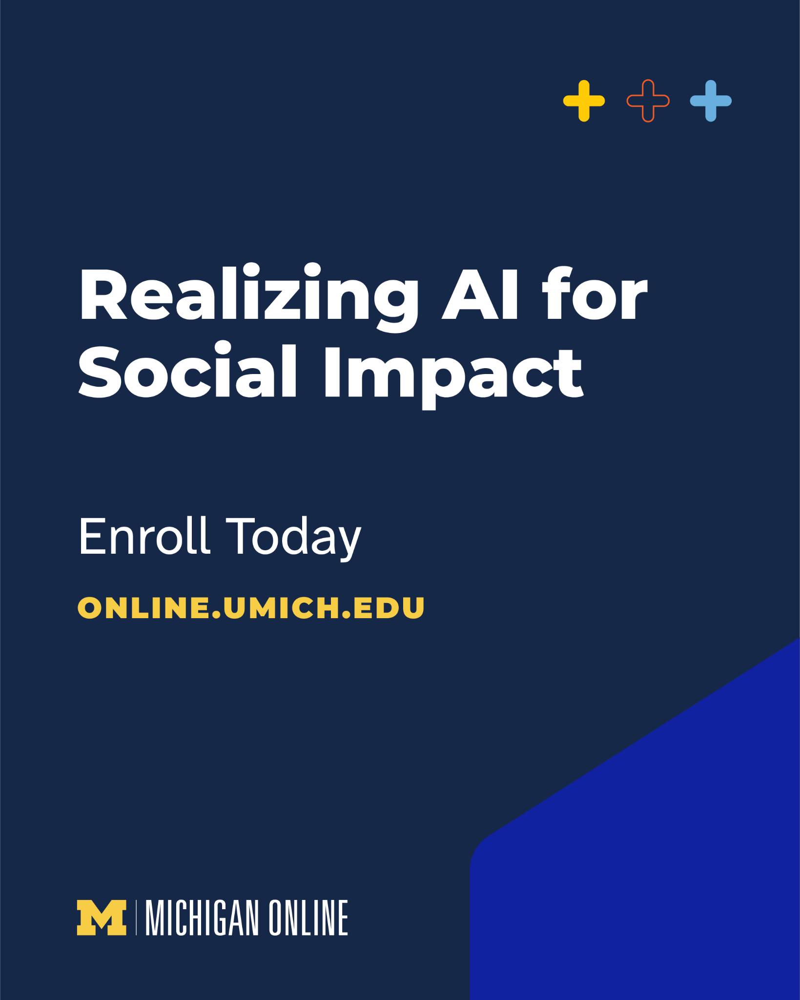 Realizing AI for
Social Impact
Enroll Today
ONLINE.UMICH.EDU
M MICHIGAN ONLINE